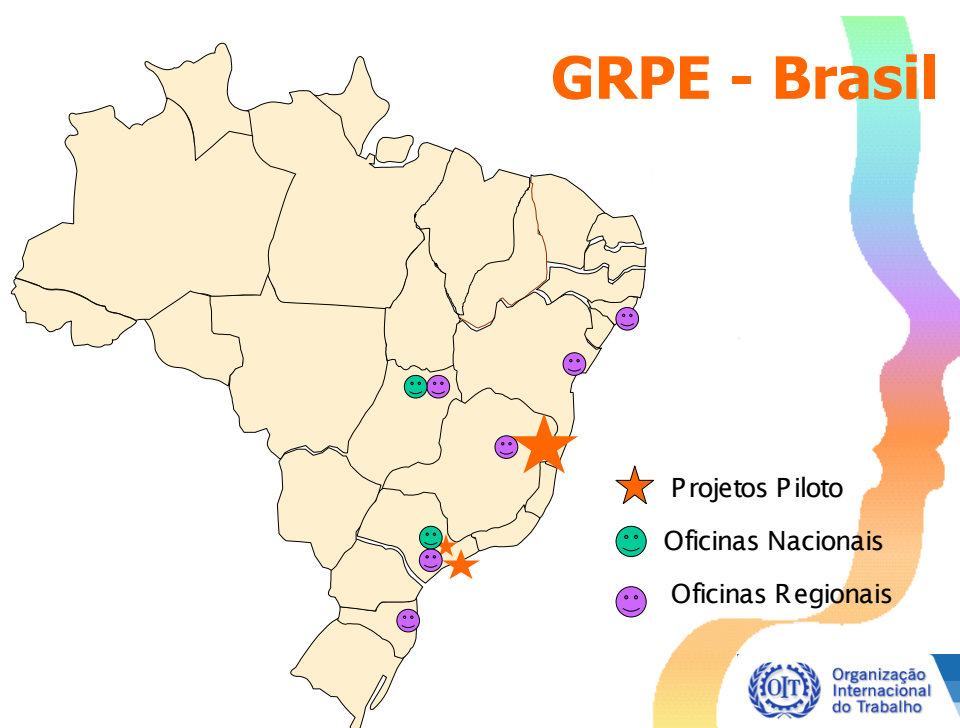 GRPE - Brasil
Projetos Piloto
Oficinas Nacionais
Oficinas Regionais
OIT
Organização
Internacional
do Trabalho